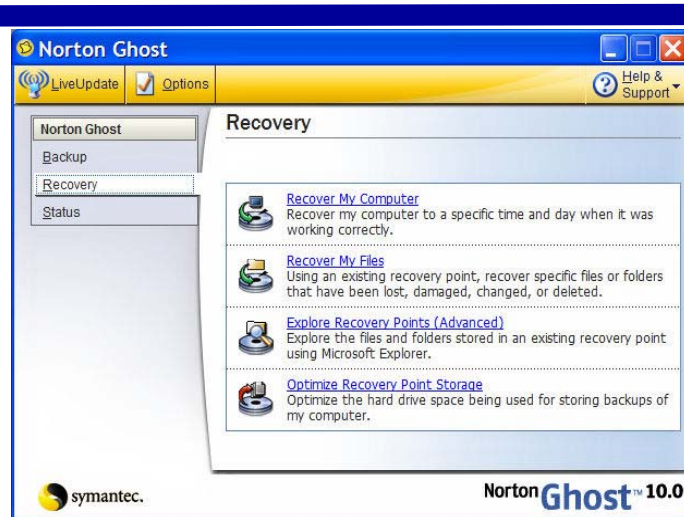 Norton Ghost
LiveUpdate
Options
Help &
Support
Norton Ghost
Backup
Recovery
Status
Recovery
Recover My Computer
Recover my computer to a specific time and day when it was
working correctly.
Recover My Files
Using an existing recovery point, recover specific files or folders
that have been lost, damaged, changed, or deleted.
Explore Recovery Points (Advanced)
Explore the files and folders stored in an existing recovery point
using Microsoft Explorer.
Optimize Recovery Point Storage
Optimize the hard drive space being used for storing backups of
my computer.
symantec.
Norton Ghost™ 10.0